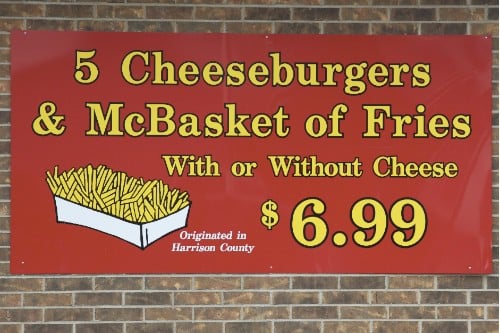 5 Cheeseburgers
& McBasket of Fries
With or Without Cheese
$6.99
Originated in
Harrison County